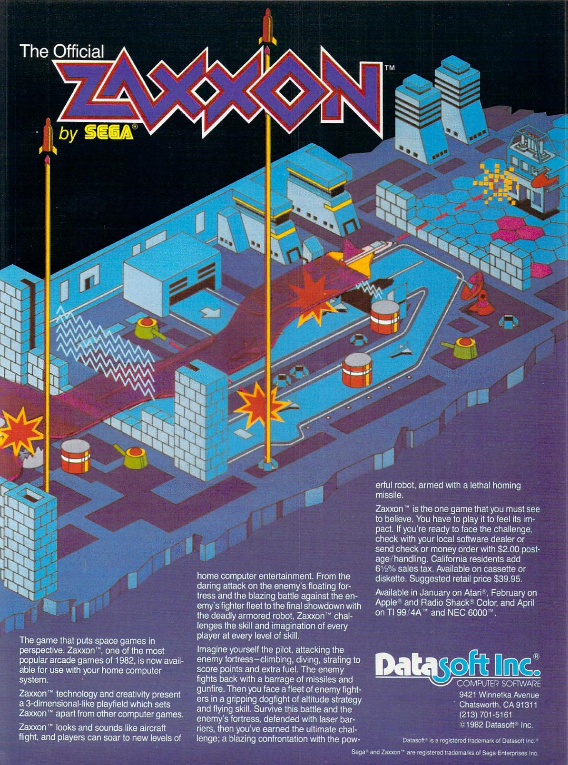 The Official
ZAXXON™
by SEGA®
The game that puts space games in
perspective. Zaxxon™, one of the most
popular arcade games of 1982, is now avail-
able for use with your home computer
system.
Zaxxon™ technology and creativity present
a 3-dimensional-like playfield which sets
Zaxxon™ apart from other computer games.
Zaxxon™ looks and sounds like aircraft
flight, and players can soar to new levels of
home computer entertainment. From the
daring attack on the enemy's floating for-
tress and the blazing battle against the en-
emy's fighter fleet to the final showdown with
the deadly armored robot, Zaxxon™ chal-
lenges the skill and imagination of every
player at every level of skill.
Imagine yourself the pilot, attacking the
enemy fortress–climbing, diving, strafing to
score points and extra fuel. The enemy
fights back with a barrage of missiles and
gunfire. Then you face a fleet of enemy fight-
ers in a gripping dogfight of altitude strategy
and flying skill. Survive this battle and the
enemy's fortress, defended with laser bar-
riers, then you've earned the ultimate chal-
lenge; a blazing confrontation with the pow-
erful robot, armed with a lethal homing
missile.
Zaxxon™ is the one game that you must see
to believe. You have to play it to feel its im-
pact. If you're ready to face the challenge,
check with your local software dealer or
send check or money order with $2.00 post-
age/handling. California residents add
6½% sales tax. Available on cassette or
diskette. Suggested retail price $39.95.
Available in January on Atari®, February on
Apple® and Radio Shack® Color, and April
on TI 99/4A™ and NEC 6000™.
Datasoft Inc.®
COMPUTER SOFTWARE
9421 Winnetka Avenue
Chatsworth, CA 91311
(213) 701-5161
©1982 Datasoft® Inc.
Datasoft® is a registered trademark of Datasoft Inc.®
Sega® and Zaxxon™ are registered trademarks of Sega Enterprises Inc.